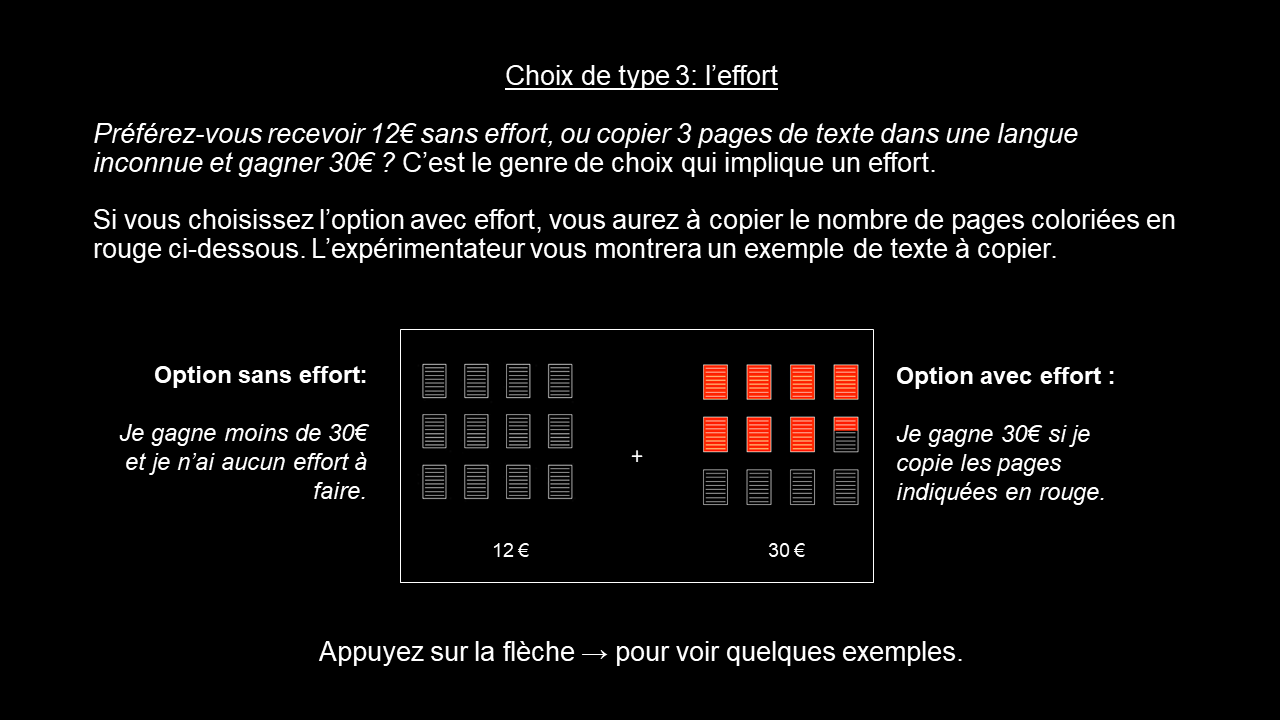 Choix de type 3: l’effort
Préférez-vous recevoir 12€ sans effort, ou copier 3 pages de texte dans une langue
inconnue et gagner 30€ ? C’est le genre de choix qui implique un effort.
Si vous choisissez l’option avec effort, vous aurez à copier le nombre de pages coloriées en
rouge ci-dessous. L’expérimentateur vous montrera un exemple de texte à copier.
Option sans effort:
Je gagne moins de 30€
et je n’ai aucun effort à
faire.
+
12 €
30 €
Option avec effort :
Je gagne 30€ si je
copie les pages
indiquées en rouge.
Appuyez sur la flèche → pour voir quelques exemples.